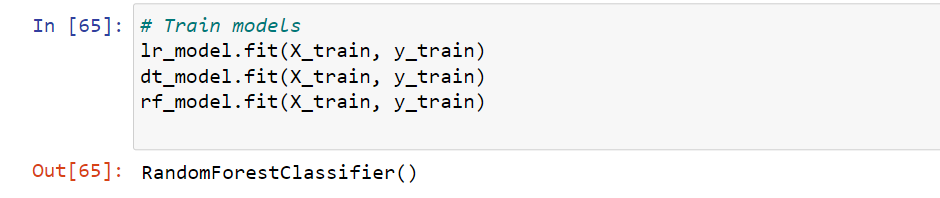 In [65]: # Train models
lr_model.fit(X_train, y_train)
dt_model.fit(X_train, y_train)
rf_model.fit(X_train, y_train)
Out[65]: RandomForestClassifier()